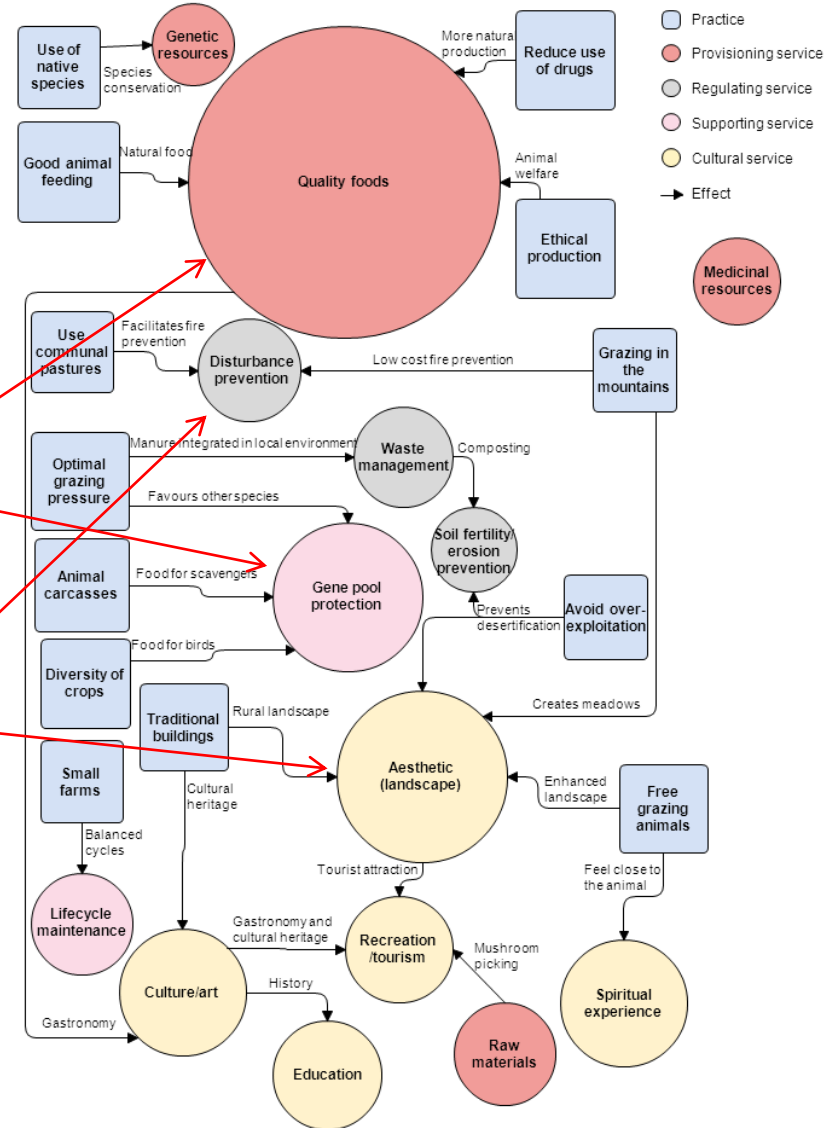 Use of
native
species
Species
conservation
Genetic
resources
More natural
production
Reduce use
of drugs
Practice
Provisioning service
Regulating service
Supporting service
Cultural service
Effect
Good animal
feeding
Natural food
Quality foods
Animal
welfare
Ethical
production
Medicinal
resources
Use
communal
pastures
Facilitates fire
prevention
Disturbance
prevention
Low cost fire prevention
Grazing in
the
mountains
Optimal
grazing
pressure
Manure integrated in local environment
Waste
management
Composting
Favours other species
Soil fertility/
erosion
prevention
Animal
carcasses
Food for scavengers
Gene pool
protection
Prevents
desertification
Avoid over-
exploitation
Diversity of
crops
Food for birds
Traditional
buildings
Rural landscape
Creates meadows
Small
farms
Cultural
heritage
Aesthetic
(landscape)
Enhanced
landscape
Free
grazing
animals
Balanced
cycles
Tourist attraction
Feel close to
the animal
Lifecycle
maintenance
Gastronomy and
cultural heritage
Recreation
/tourism
Mushroom
picking
Culture/art
History
Spiritual
experience
Gastronomy
Education
Raw
materials